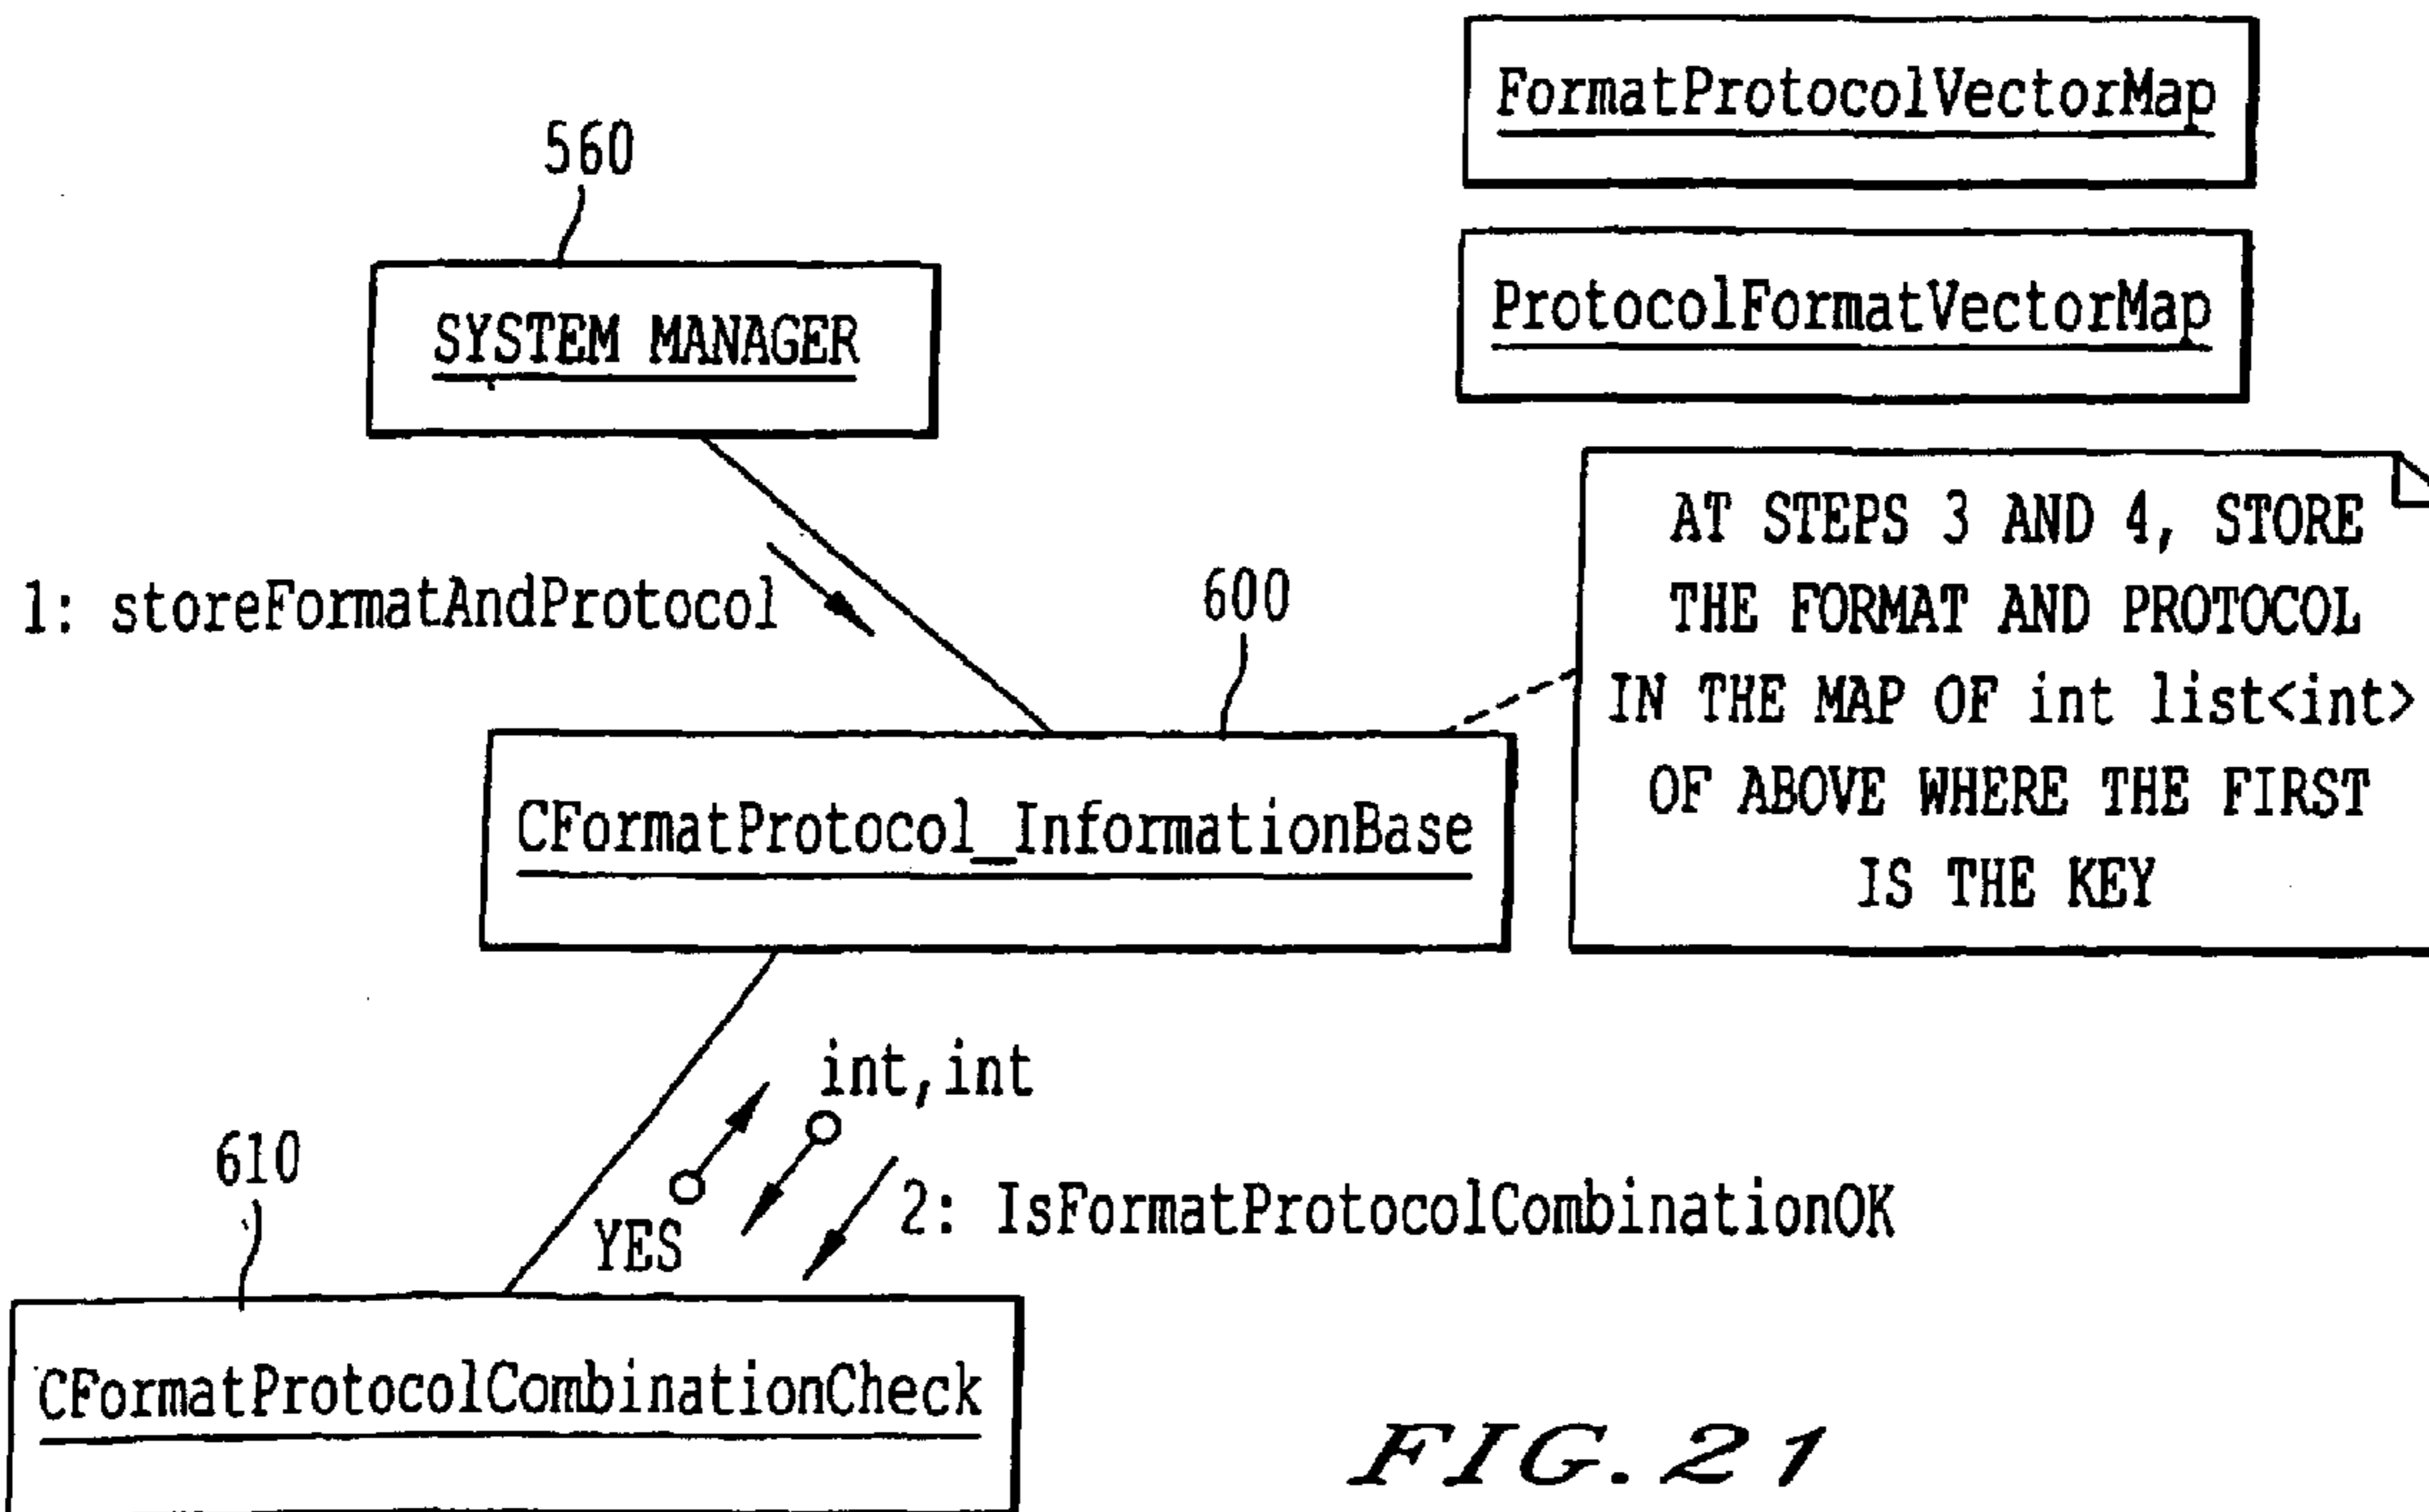 FormatProtocolVectorMap
560
ProtocolFormatVectorMap
SYSTEM MANAGER
AT STEPS 3 AND 4, STORE
THE FORMAT AND PROTOCOL
IN THE MAP OF int list<int>
OF ABOVE WHERE THE FIRST
IS THE KEY
1: storeFormatAndProtocol
600
CFormatProtocol_InformationBase
int,int
610
YES
2: IsFormatProtocolCombinationOK
CFormatProtocolCombinationCheck
FIG.21